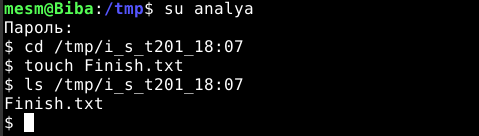 mesm@Biba:/tmp$ su analya
Пароль:
$ cd /tmp/i_s_t201_18:07
$ touch Finish.txt
$ ls /tmp/i_s_t201_18:07
Finish.txt
$